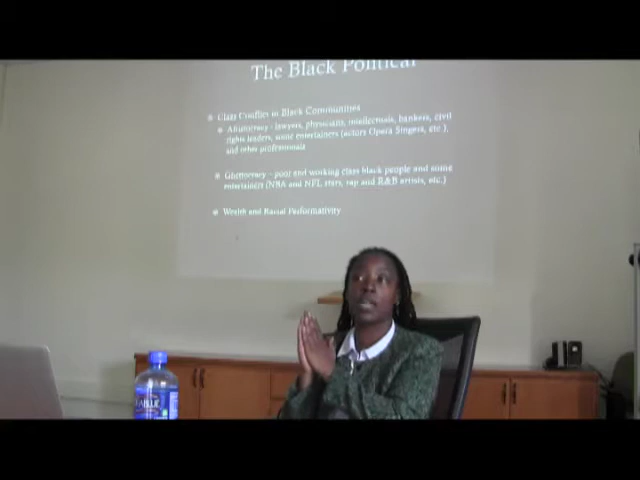 The Black Political
Class Conflict in Black Communities
Afristocracy - lawyers, physicians, intellectuals, bankers, civil
rights leaders, some entertainers (actors Opera Singers, etc.),
and other professionals
Ghettocracy - poor and working class black people and some
entertainers (NBA and NFL stars, rap and R&B artists, etc.)
Wealth and Racial Performativity